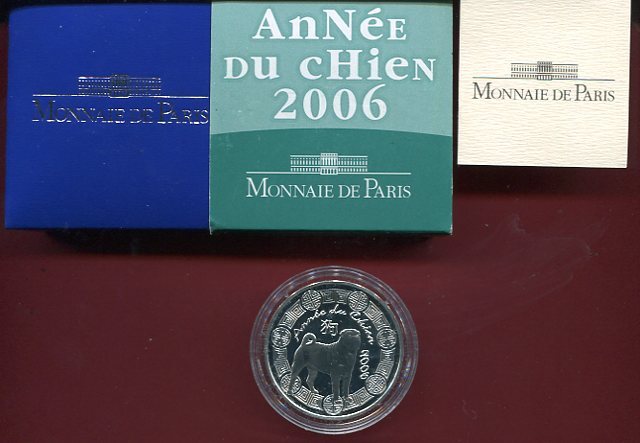 MONNAIE DE PARIS
AnNéE
Du cHieN
2006
MONNAIE DE PARIS
MONNAIE DE PARIS
Année du Chien
狗
2006